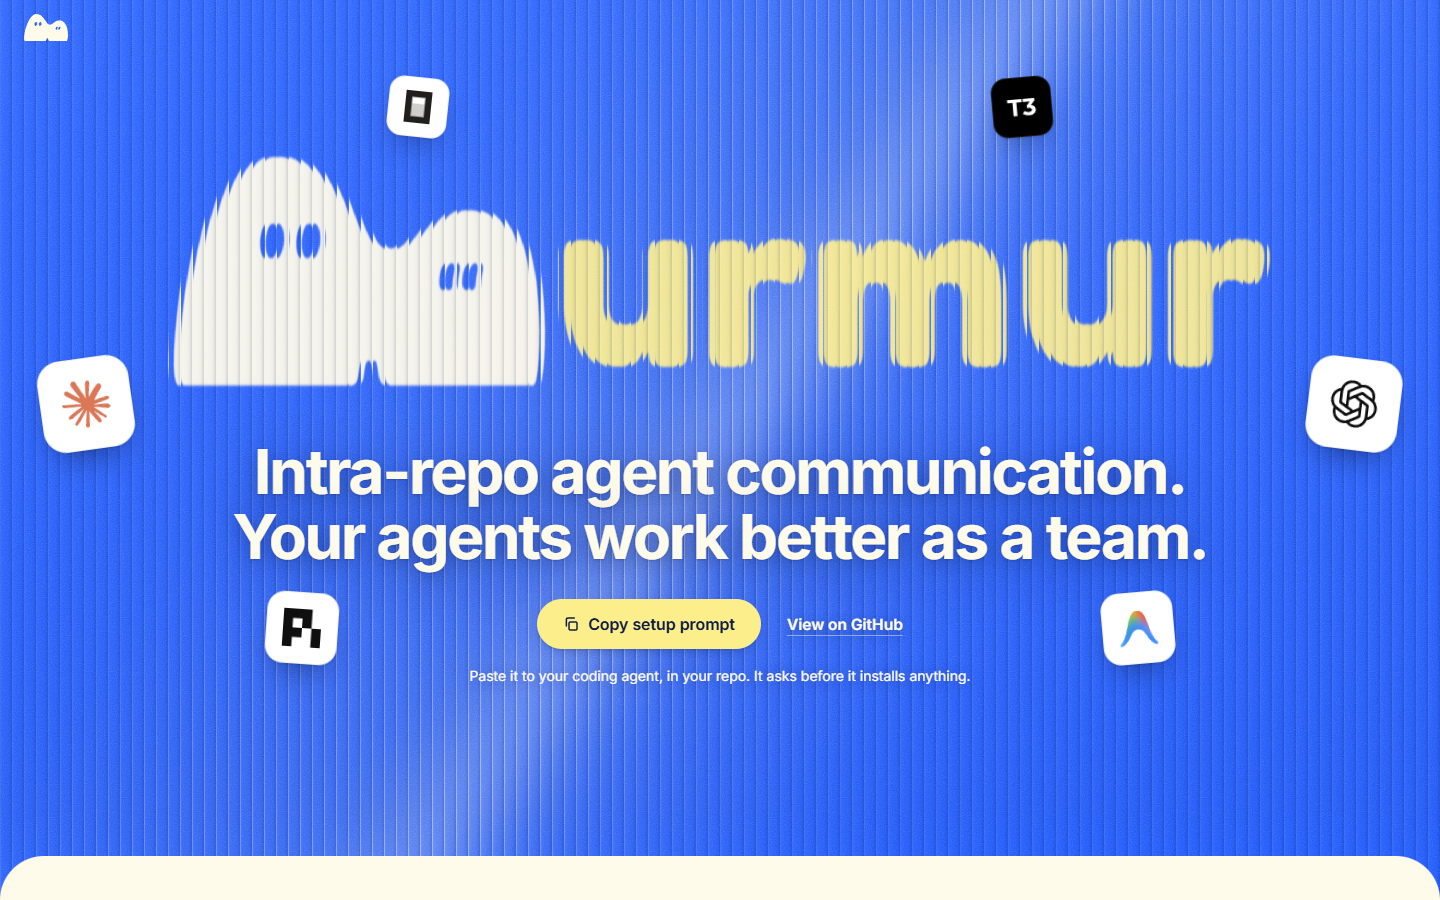 T3
urmur
Intra-repo agent communication.
Your agents work better as a team.
Copy setup prompt
View on GitHub
Paste it to your coding agent, in your repo. It asks before it installs anything.